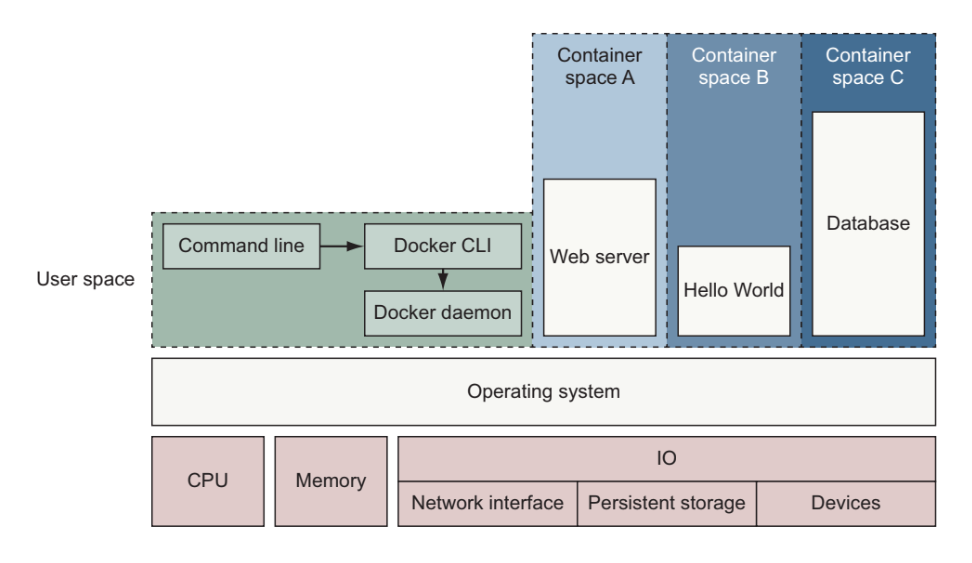 Container
space A
Container
space B
Container
space C
Database
Command line
Docker CLI
Web server
User space
Hello World
Docker daemon
Operating system
CPU
Memory
IO
Network interface
Persistent storage
Devices